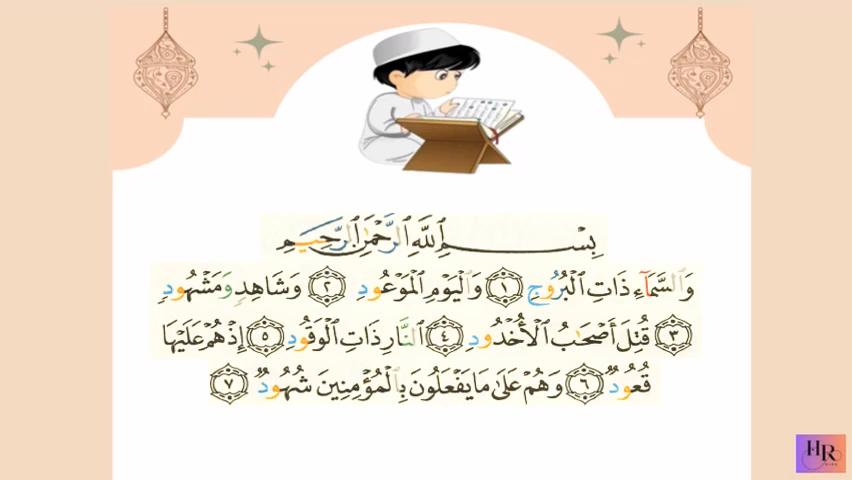 بِسْمِ ٱللَّهِ ٱلرَّحْمَٰنِ ٱلرَّحِيمِ
وَٱلسَّمَآءِ ذَاتِ ٱلْبُرُوجِ ١ وَٱلْيَوْمِ ٱلْمَوْعُودِ ٢ وَشَاهِدٍ وَمَشْهُودٍ
٣ قُتِلَ أَصْحَٰبُ ٱلْأُخْدُودِ ٤ ٱلنَّارِ ذَاتِ ٱلْوَقُودِ ٥ إِذْ هُمْ عَلَيْهَا
قُعُودٌ ٦ وَهُمْ عَلَىٰ مَا يَفْعَلُونَ بِٱلْمُؤْمِنِينَ شُهُودٌ ٧
HR